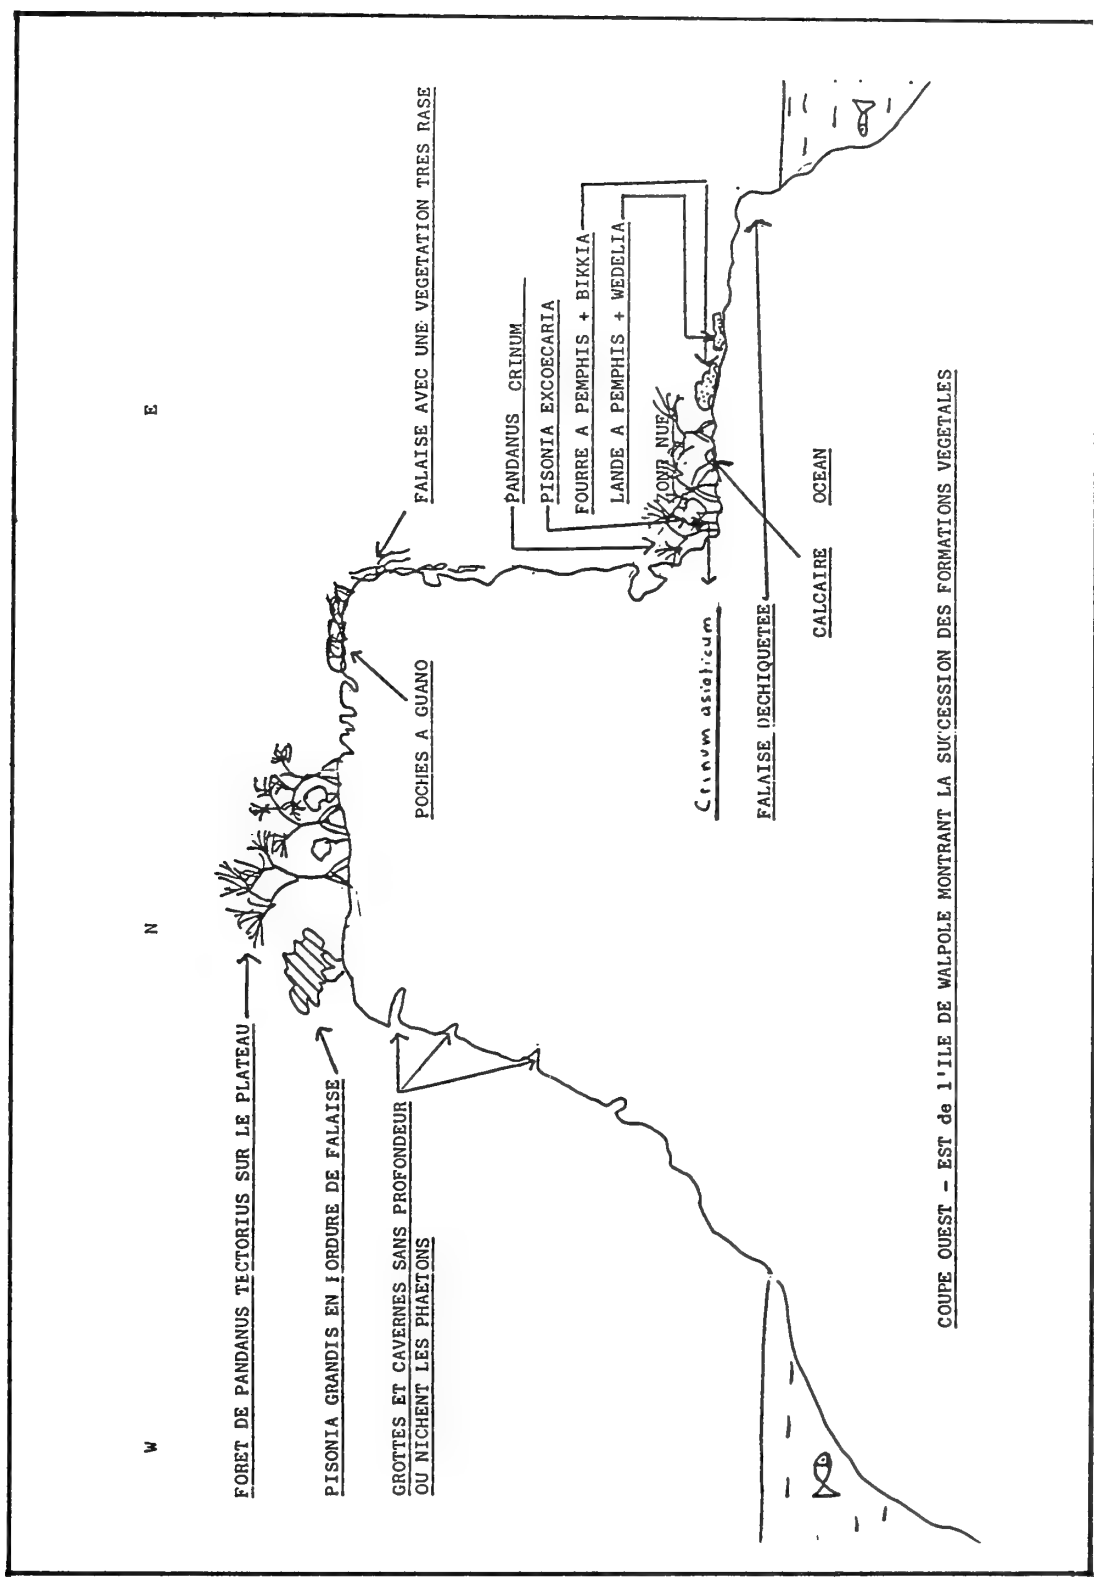 W N E
FORET DE PANDANUS TECTORIUS SUR LE PLATEAU
PISONIA GRANDIS EN BORDURE DE FALAISE
GROTTES ET CAVERNES SANS PROFONDEUR
OU NICHENT LES PHAETONS
POCHES A GUANO
FALAISE AVEC UNE VEGETATION TRES RASE
PANDANUS CRINUM
PISONIA EXCOECARIA
FOURRE A PEMPHIS + BIKKIA
LANDE A PEMPHIS + WEDELIA
ZONE NUE
Crinum asiaticum
FALAISE DECHIQUETEE
CALCAIRE
OCEAN
COUPE OUEST - EST de l'ILE DE WALPOLE MONTRANT LA SUCCESSION DES FORMATIONS VEGETALES